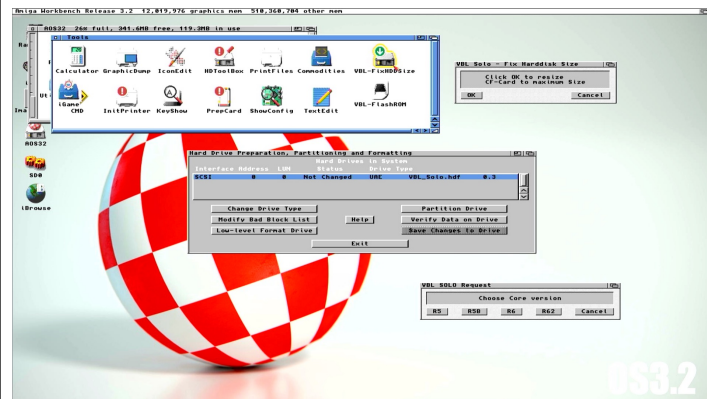 Amiga Workbench Release 3.2 12,019,976 graphics mem 510,360,704 other mem
AOS32 26% full, 341.6MB free, 119.3MB in use
Tools
Calculator GraphicDump IconEdit HDToolBox PrintFiles Commodities VBL-FixHDDSize
iGame
CMD InitPrinter KeyShow PrepCard ShowConfig TextEdit VBL-FlashROM
AOS32
SD0
iBrowse
VBL Solo - Fix Harddisk Size
Click OK to resize
CF-Card to maximum Size
OK Cancel
Hard Drive Preparation, Partitioning and Formatting
Hard Drives in System
Interface Address LUN Status Drive Type
SCSI 0 0 Not Changed UAE VBL_Solo.hdf 0.3
Change Drive Type Partition Drive
Modify Bad Block List Help Verify Data on Drive
Low-level Format Drive Save Changes to Drive
Exit
VBL SOLO Request
Choose Core version
R5 R5B R6 R62 Cancel
OS3.2